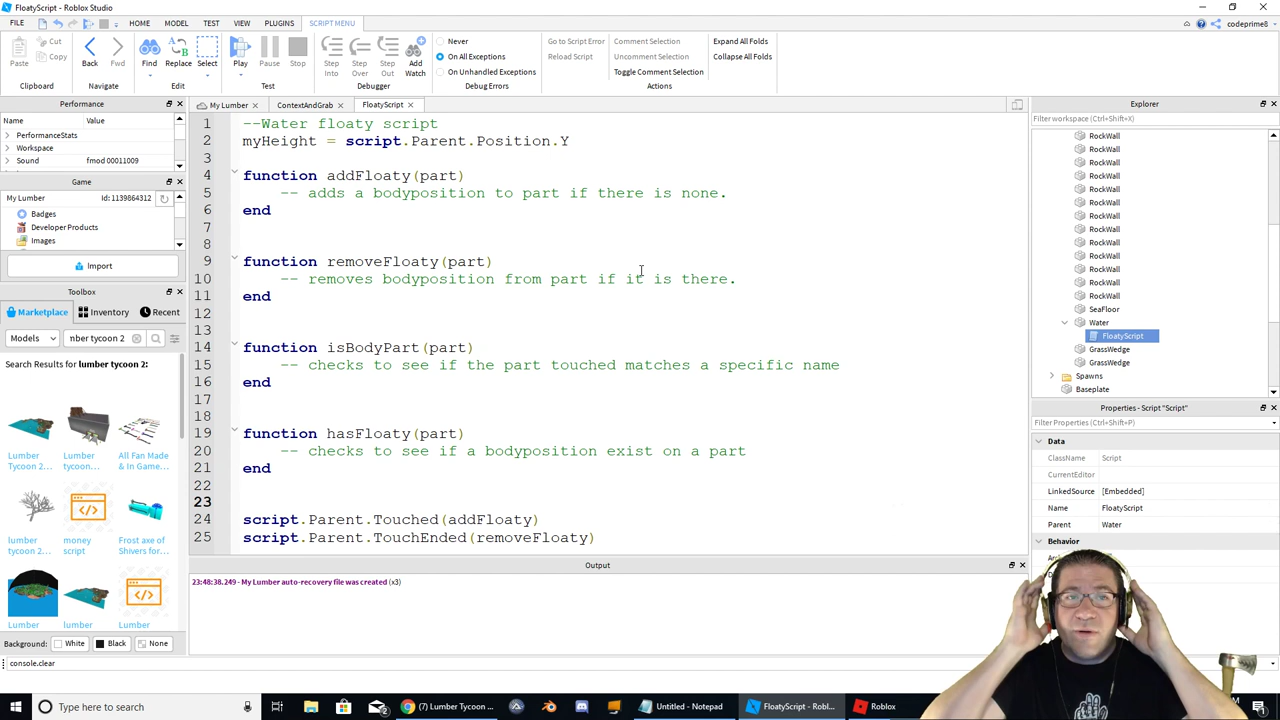 FloatyScript - Roblox Studio
FILE
HOME
MODEL
TEST
VIEW
PLUGINS
SCRIPT MENU
codeprime8
Paste
Cut
Copy
Clipboard
Back
Fwd
Navigate
Find
Replace
Select
Edit
Play
Pause
Stop
Test
Step Into
Step Over
Step Out
Add Watch
Debugger
Never
On All Exceptions
On Unhandled Exceptions
Debug Errors
Go to Script Error
Reload Script
Comment Selection
Uncomment Selection
Toggle Comment Selection
Actions
Expand All Folds
Collapse All Folds
Performance
Name Value
PerformanceStats
Workspace
Sound fmod 00011009
Game
My Lumber Id: 1139864312
Badges
Developer Products
Images
Import
Toolbox
Marketplace
Inventory
Recent
Models
nber tycoon 2
Search Results for lumber tycoon 2:
Lumber Tycoon 2...
Lumber tycoon...
All Fan Made & In Game...
lumber tycoon 2...
money script
Frost axe of Shivers for...
Lumber
lumber
Lumber
Background: White Black None
console.clear
My Lumber
ContextAndGrab
FloatyScript
1 --Water floaty script
2 myHeight = script.Parent.Position.Y
3
4 function addFloaty(part)
5 -- adds a bodyposition to part if there is none.
6 end
7
8
9 function removeFloaty(part)
10 -- removes bodyposition from part if it is there.
11 end
12
13
14 function isBodyPart(part)
15 -- checks to see if the part touched matches a specific name
16 end
17
18
19 function hasFloaty(part)
20 -- checks to see if a bodyposition exist on a part
21 end
22
23
24 script.Parent.Touched(addFloaty)
25 script.Parent.TouchEnded(removeFloaty)
Output
23:48:38.249 - My Lumber auto-recovery file was created (x3)
Explorer
Filter workspace (Ctrl+Shift+X)
RockWall
RockWall
RockWall
RockWall
RockWall
RockWall
RockWall
RockWall
RockWall
RockWall
RockWall
RockWall
RockWall
SeaFloor
Water
FloatyScript
GrassWedge
GrassWedge
Spawns
Baseplate
Properties - Script "Script"
Filter Properties (Ctrl+Shift+P)
Data
ClassName Script
CurrentEditor
LinkedSource [Embedded]
Name FloatyScript
Parent Water
Behavior
Type here to search
(7) Lumber Tycoon ...
Untitled - Notepad
FloatyScript - Robl...
Roblox